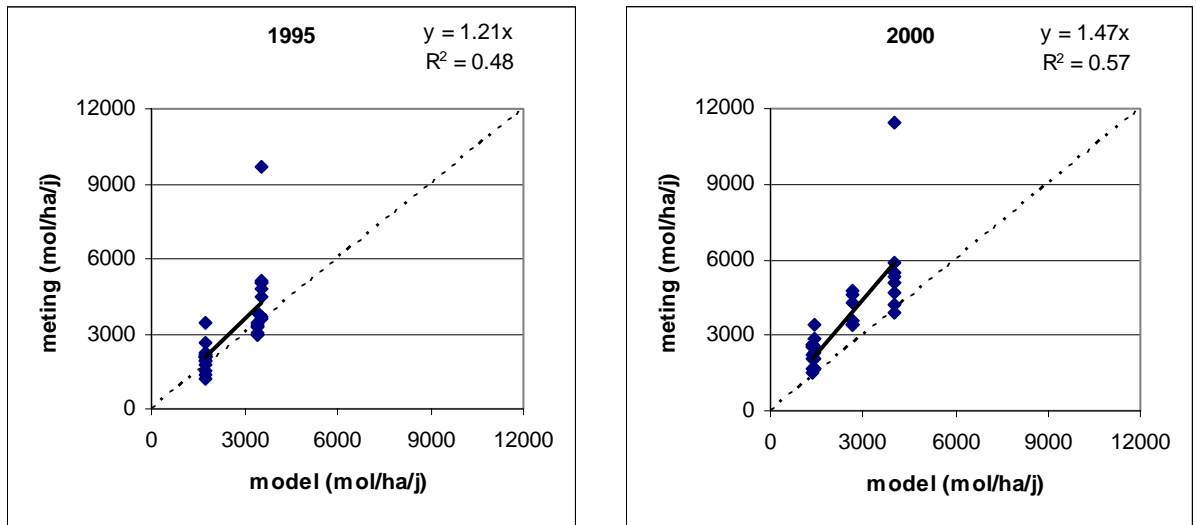 1995
y = 1.21x
R² = 0.48
12000
9000
6000
3000
0
meting (mol/ha/j)
0 3000 6000 9000 12000
model (mol/ha/j)
2000
y = 1.47x
R² = 0.57
12000
9000
6000
3000
0
meting (mol/ha/j)
0 3000 6000 9000 12000
model (mol/ha/j)